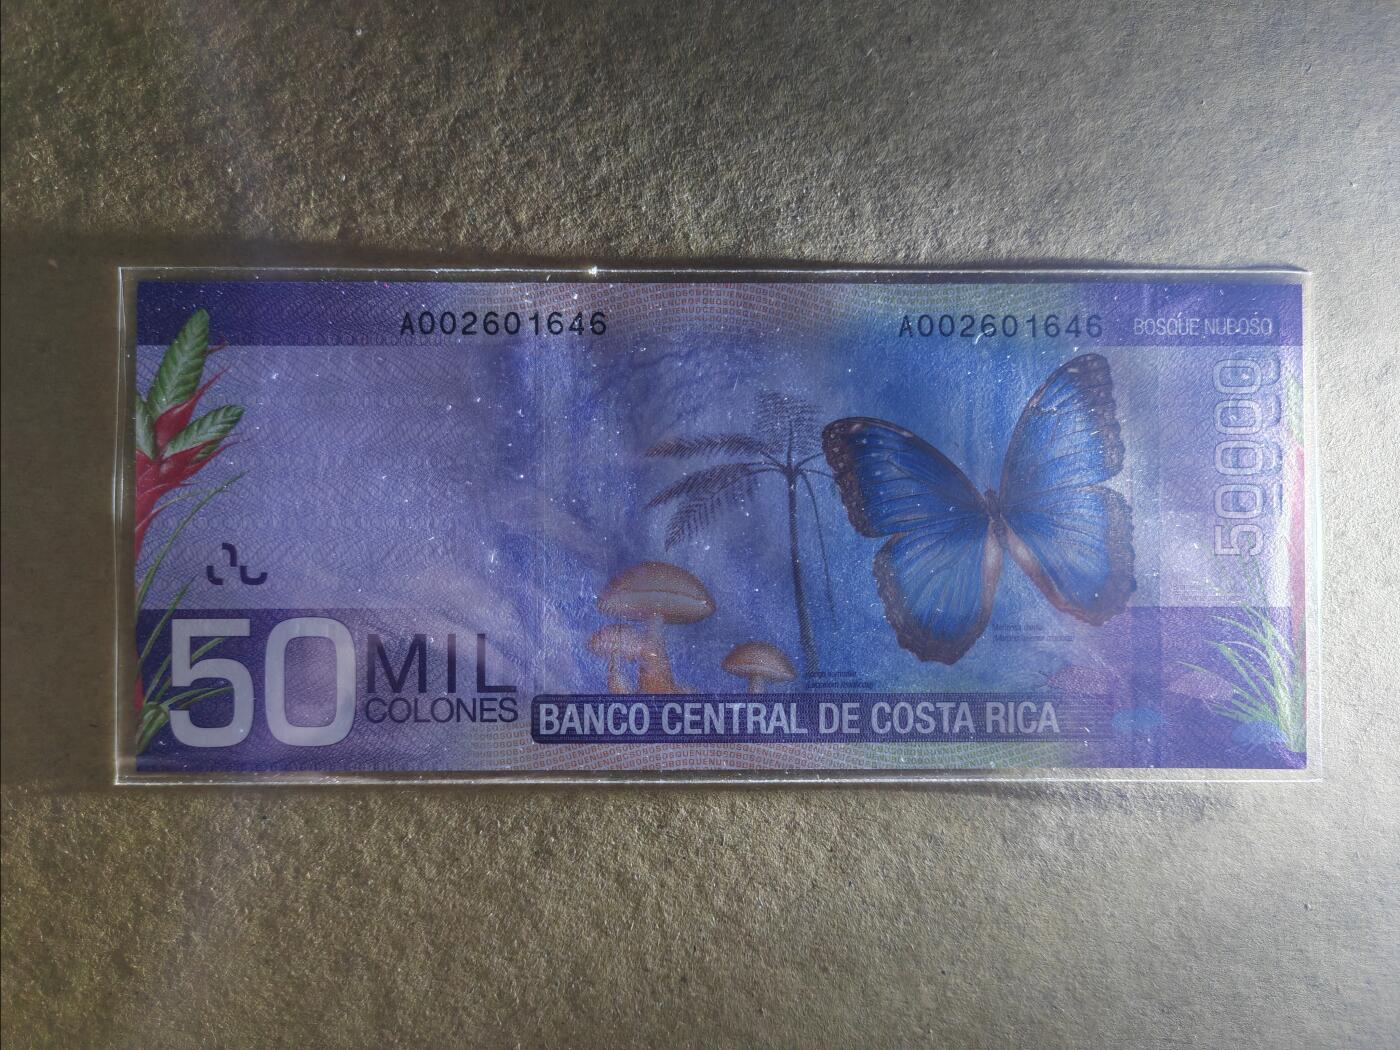 A002601646
A002601646
BOSQUE NUBOSO
50000
50
MIL
COLONES
BANCO CENTRAL DE COSTA RICA